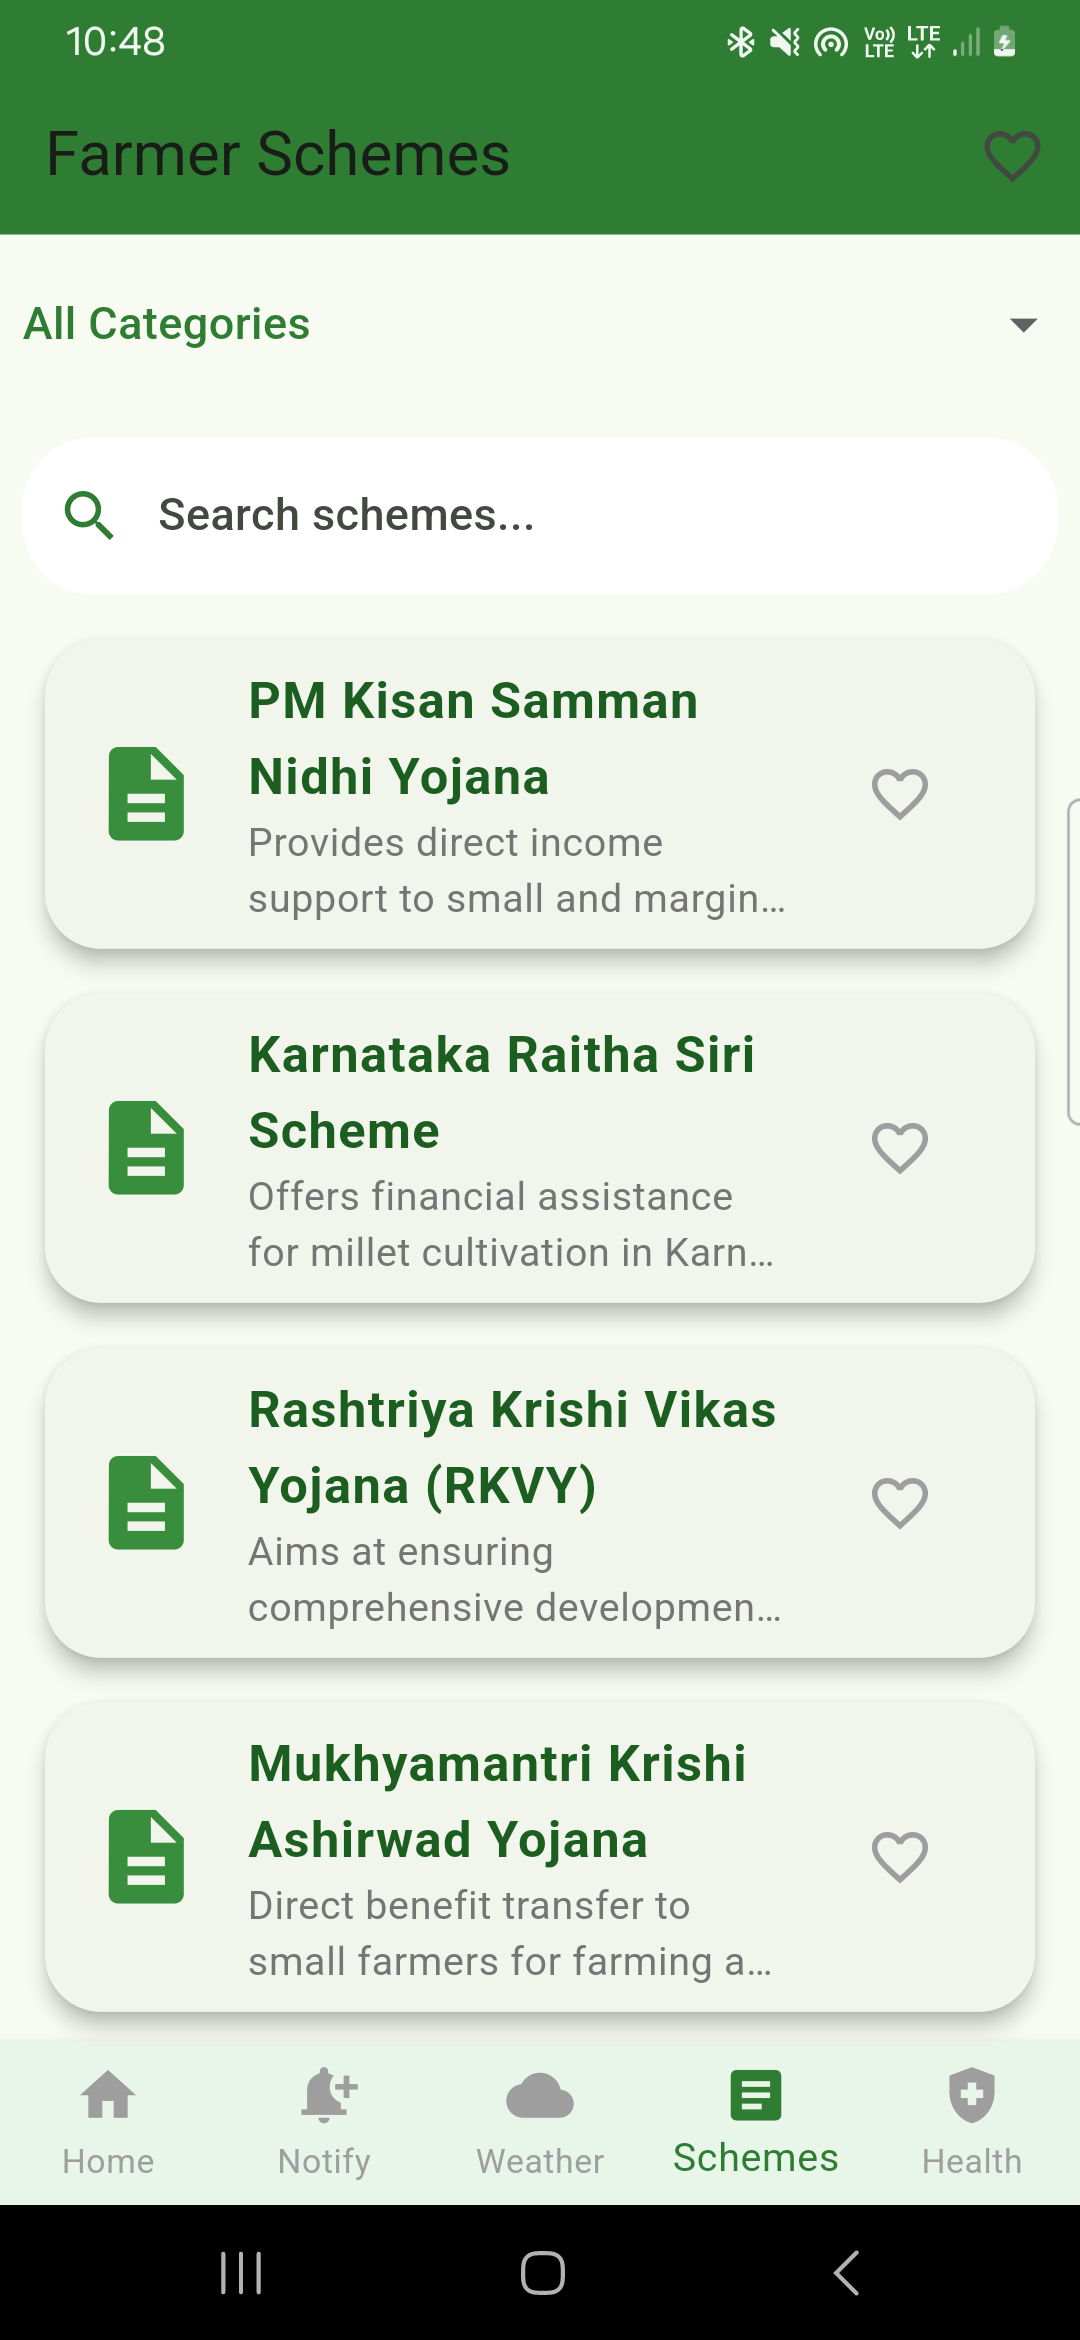 10:48
Vo)) LTE LTE
Farmer Schemes
All Categories
Search schemes...
PM Kisan Samman
Nidhi Yojana
Provides direct income
support to small and margin...
Karnataka Raitha Siri
Scheme
Offers financial assistance
for millet cultivation in Karn...
Rashtriya Krishi Vikas
Yojana (RKVY)
Aims at ensuring
comprehensive developmen...
Mukhyamantri Krishi
Ashirwad Yojana
Direct benefit transfer to
small farmers for farming a...
Home Notify Weather Schemes Health